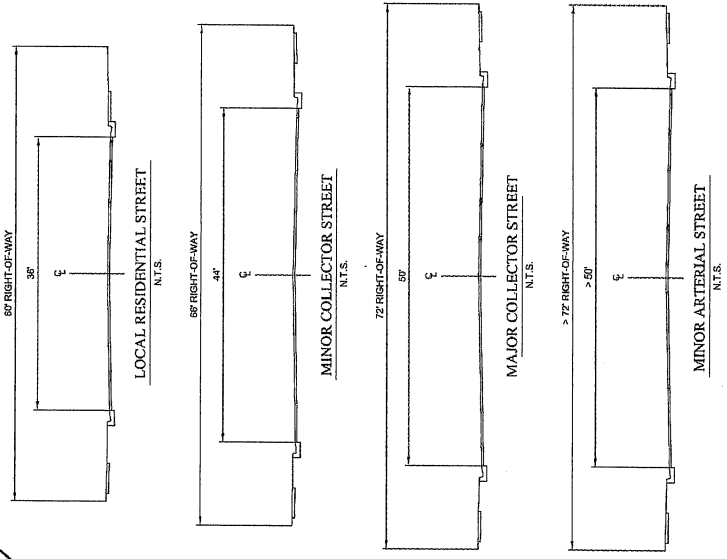 60' RIGHT-OF-WAY
36'
℄
LOCAL RESIDENTIAL STREET
N.T.S.
68' RIGHT-OF-WAY
44'
℄
MINOR COLLECTOR STREET
N.T.S.
72' RIGHT-OF-WAY
50'
℄
MAJOR COLLECTOR STREET
N.T.S.
> 72' RIGHT-OF-WAY
> 50'
℄
MINOR ARTERIAL STREET
N.T.S.